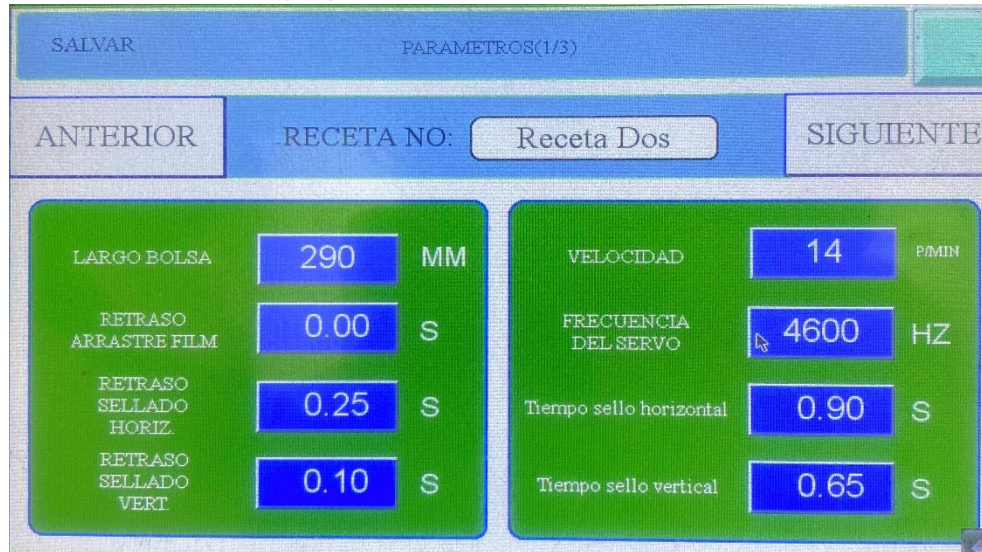 SALVAR PARAMETROS(1/3)
ANTERIOR RECETA NO: Receta Dos SIGUIENTE
LARGO BOLSA 290 MM
RETRASO
ARRASTRE FILM 0.00 S
RETRASO
SELLADO
HORIZ. 0.25 S
RETRASO
SELLADO
VERT. 0.10 S
VELOCIDAD 14 P/MIN
FRECUENCIA
DEL SERVO 4600 HZ
Tiempo sello horizontal 0.90 S
Tiempo sello vertical 0.65 S